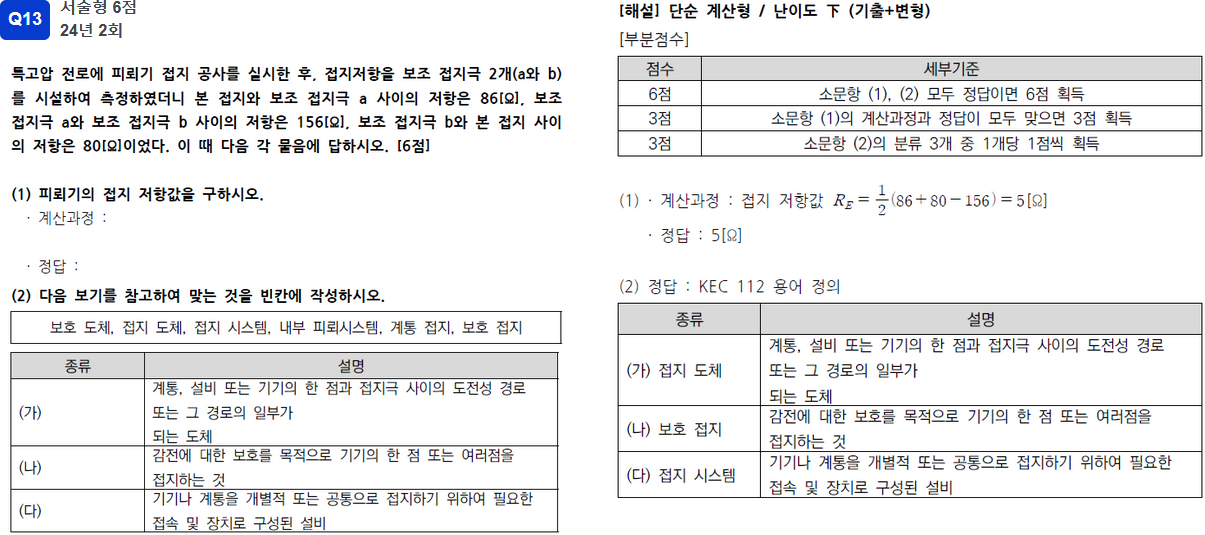 Q13
서술형 6점
24년 2회
특고압 전로에 피뢰기 접지 공사를 실시한 후, 접지저항을 보조 접지극 2개(a와 b)
를 시설하여 측정하였더니 본 접지와 보조 접지극 a 사이의 저항은 86[Ω], 보조
접지극 a와 보조 접지극 b 사이의 저항은 156[Ω], 보조 접지극 b와 본 접지 사이
의 저항은 80[Ω]이었다. 이 때 다음 각 물음에 답하시오. [6점]
(1) 피뢰기의 접지 저항값을 구하시오.
· 계산과정 :
· 정답 :
(2) 다음 보기를 참고하여 맞는 것을 빈칸에 작성하시오.
보호 도체, 접지 도체, 접지 시스템, 내부 피뢰시스템, 계통 접지, 보호 접지
종류 설명
(가) 계통, 설비 또는 기기의 한 점과 접지극 사이의 도전성 경로
또는 그 경로의 일부가
되는 도체
(나) 감전에 대한 보호를 목적으로 기기의 한 점 또는 여러점을
접지하는 것
(다) 기기나 계통을 개별적 또는 공통으로 접지하기 위하여 필요한
접속 및 장치로 구성된 설비
[해설] 단순 계산형 / 난이도 下 (기출+변형)
[부분점수]
점수 세부기준
6점 소문항 (1), (2) 모두 정답이면 6점 획득
3점 소문항 (1)의 계산과정과 정답이 모두 맞으면 3점 획득
3점 소문항 (2)의 분류 3개 중 1개당 1점씩 획득
(1) · 계산과정 : 접지 저항값 R_E = 1/2(86+80-156) = 5[Ω]
· 정답 : 5[Ω]
(2) 정답 : KEC 112 용어 정의
종류 설명
(가) 접지 도체 계통, 설비 또는 기기의 한 점과 접지극 사이의 도전성 경로
또는 그 경로의 일부가
되는 도체
(나) 보호 접지 감전에 대한 보호를 목적으로 기기의 한 점 또는 여러점을
접지하는 것
(다) 접지 시스템 기기나 계통을 개별적 또는 공통으로 접지하기 위하여 필요한
접속 및 장치로 구성된 설비